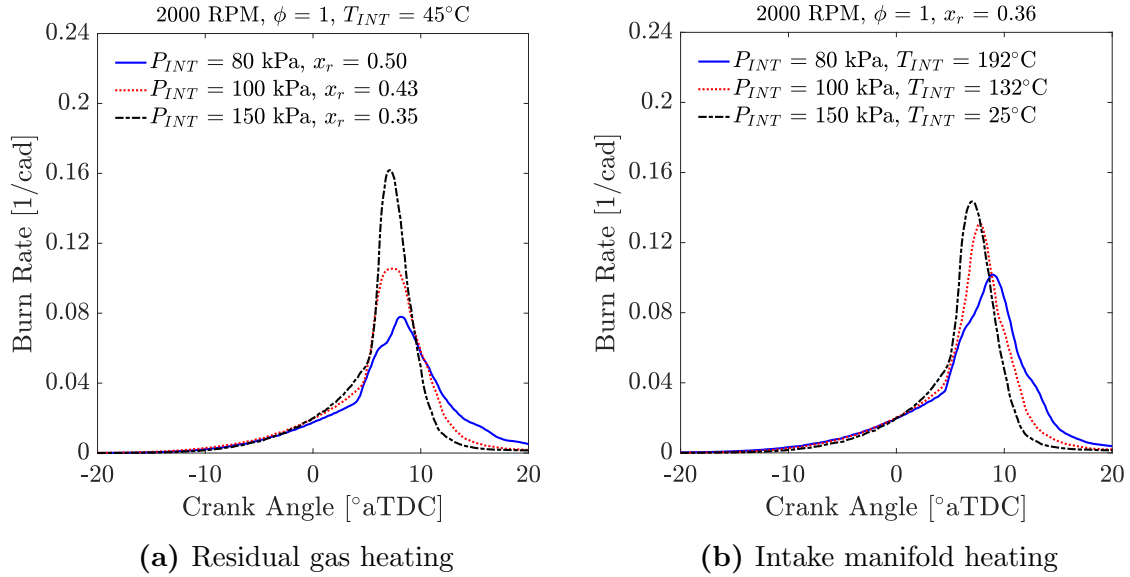 2000 RPM, ϕ = 1, T_INT = 45°C
0.24
0.2
0.16
0.12
0.08
0.04
0
Burn Rate [1/cad]
P_INT = 80 kPa, x_r = 0.50
P_INT = 100 kPa, x_r = 0.43
P_INT = 150 kPa, x_r = 0.35
-20 -10 0 10 20
Crank Angle [°aTDC]
(a) Residual gas heating
2000 RPM, ϕ = 1, x_r = 0.36
0.24
0.2
0.16
0.12
0.08
0.04
0
Burn Rate [1/cad]
P_INT = 80 kPa, T_INT = 192°C
P_INT = 100 kPa, T_INT = 132°C
P_INT = 150 kPa, T_INT = 25°C
-20 -10 0 10 20
Crank Angle [°aTDC]
(b) Intake manifold heating